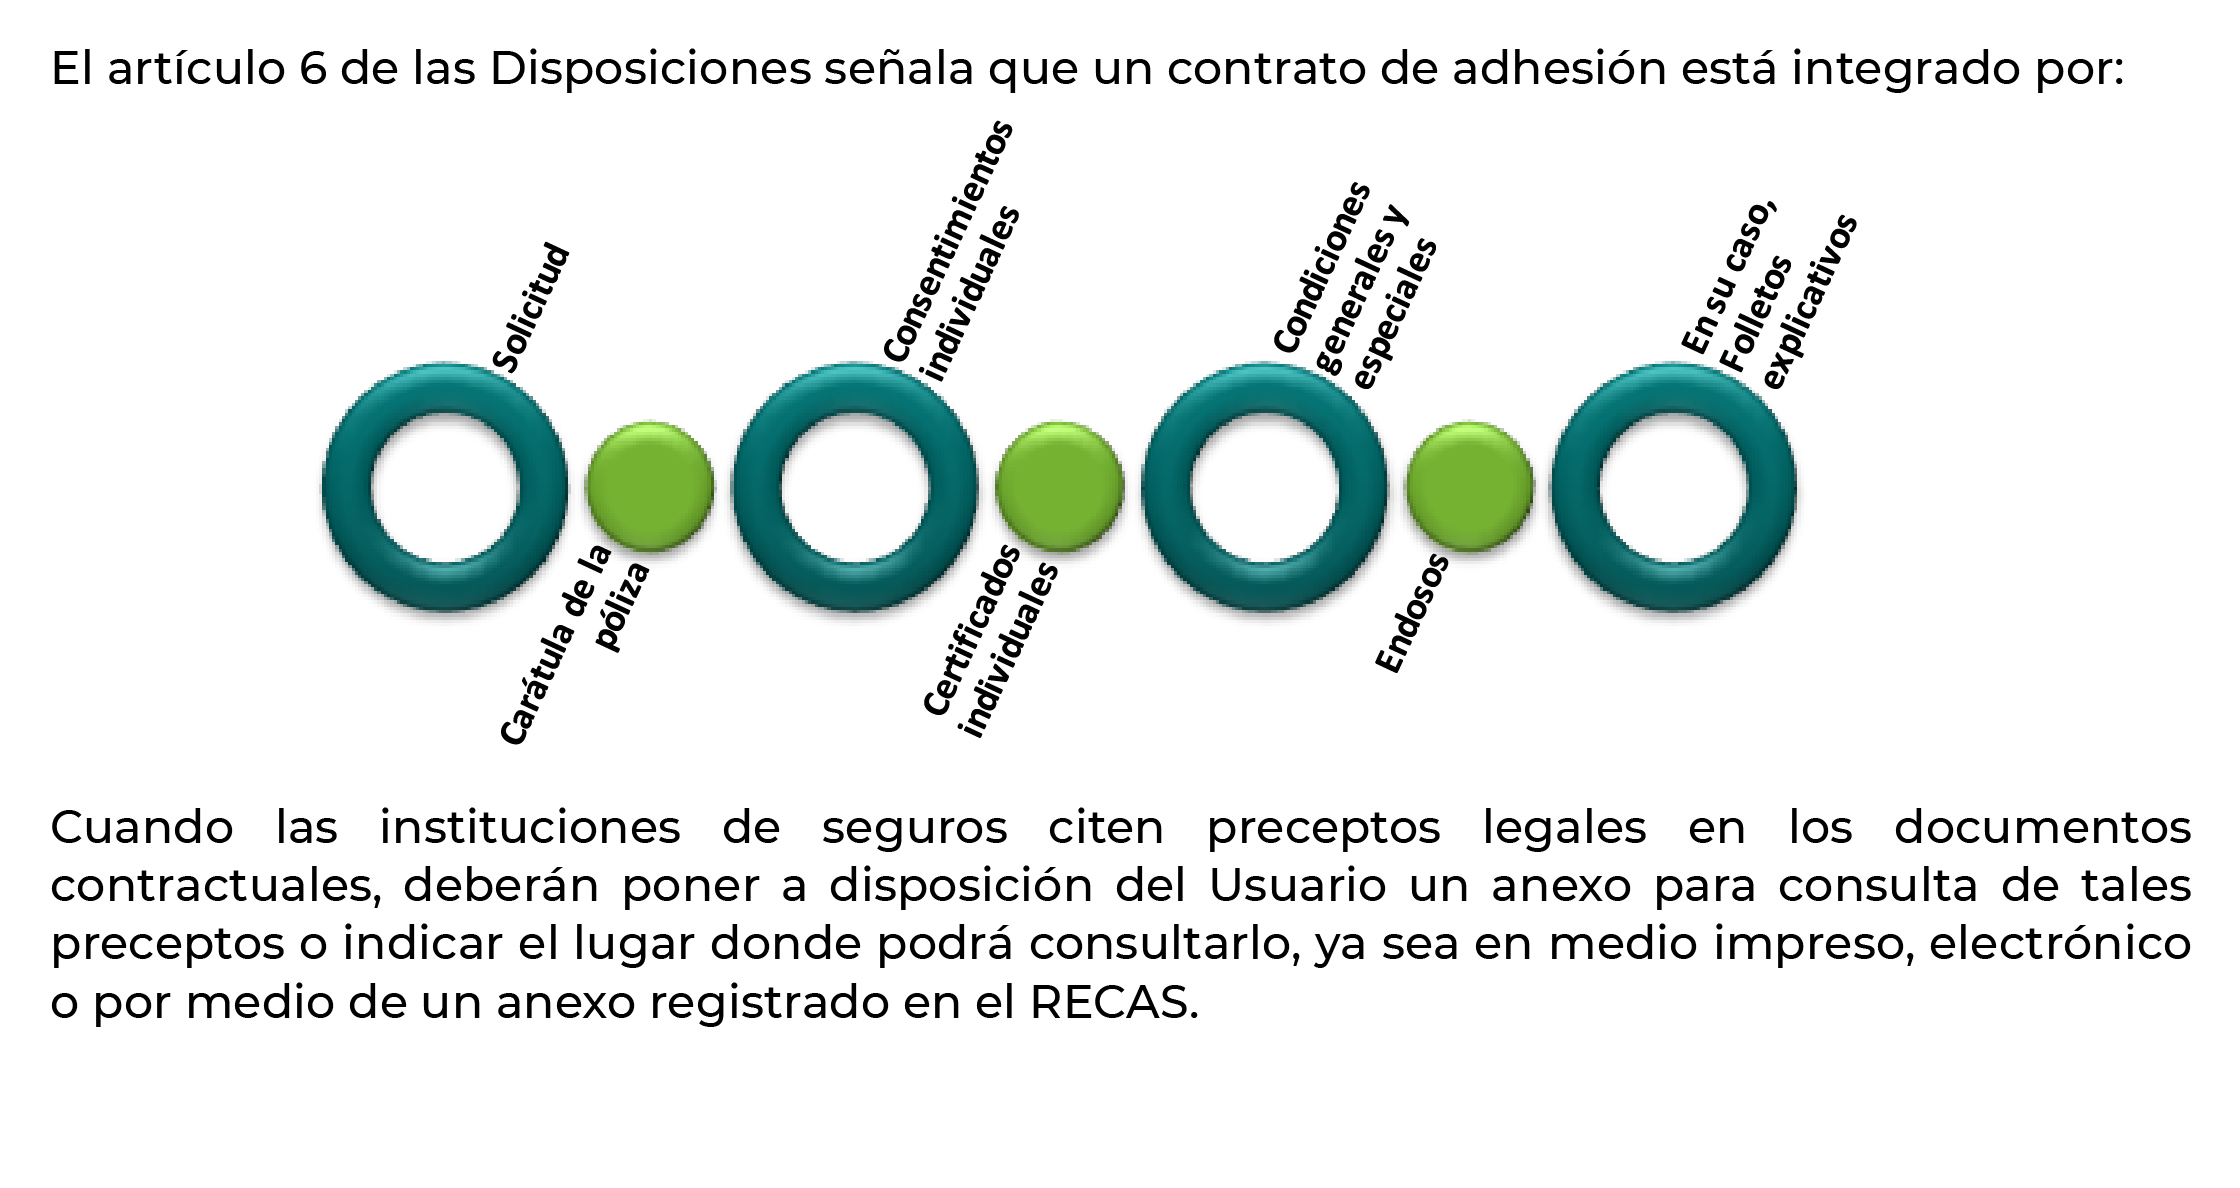 El artículo 6 de las Disposiciones señala que un contrato de adhesión está integrado por:
Solicitud
Carátula de la
póliza
Consentimientos
individuales
Certificados
individuales
Condiciones
generales y
especiales
Endosos
En su caso,
Folletos
explicativos
Cuando las instituciones de seguros citen preceptos legales en los documentos
contractuales, deberán poner a disposición del Usuario un anexo para consulta de tales
preceptos o indicar el lugar donde podrá consultarlo, ya sea en medio impreso, electrónico
o por medio de un anexo registrado en el RECAS.